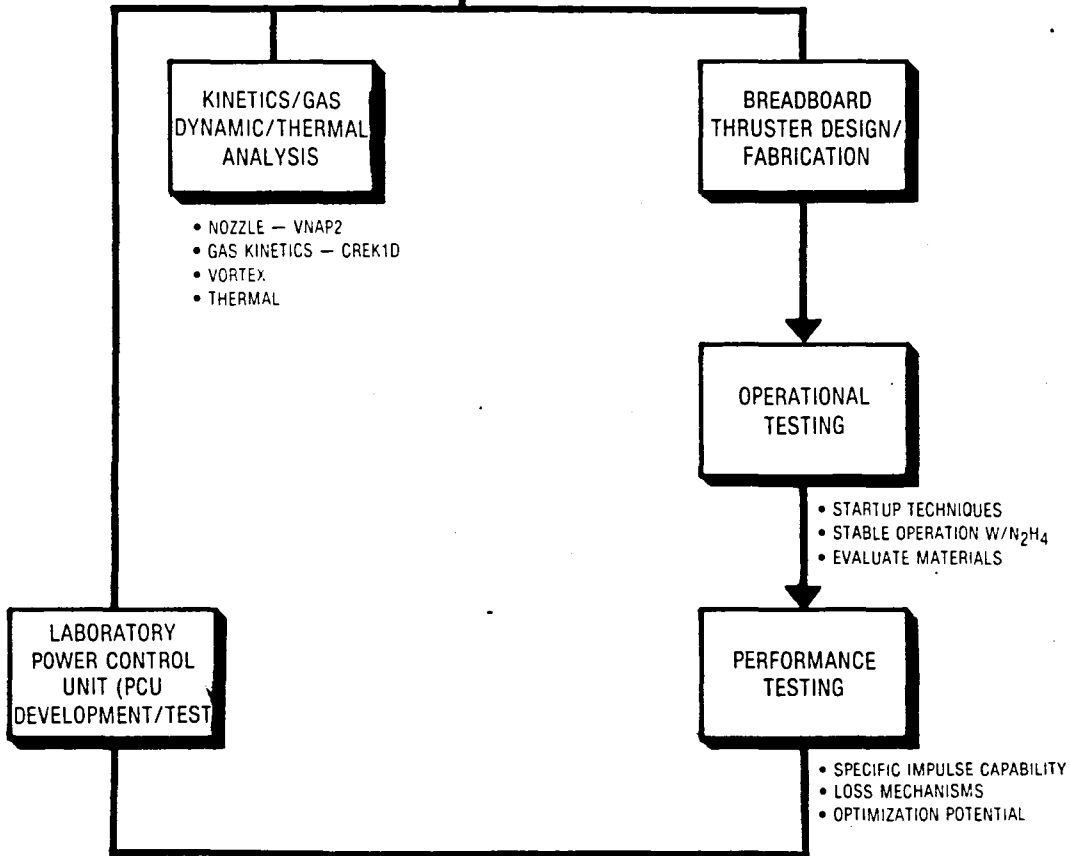 KINETICS/GAS
DYNAMIC/THERMAL
ANALYSIS
• NOZZLE — VNAP2
• GAS KINETICS — CREK1D
• VORTEX
• THERMAL
BREADBOARD
THRUSTER DESIGN/
FABRICATION
OPERATIONAL
TESTING
• STARTUP TECHNIQUES
• STABLE OPERATION W/N2H4
• EVALUATE MATERIALS
LABORATORY
POWER CONTROL
UNIT (PCU
DEVELOPMENT/TEST
PERFORMANCE
TESTING
• SPECIFIC IMPULSE CAPABILITY
• LOSS MECHANISMS
• OPTIMIZATION POTENTIAL